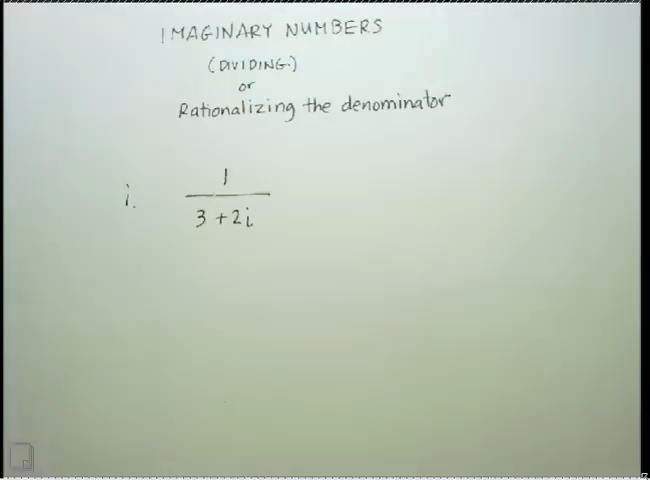 IMAGINARY NUMBERS
(DIVIDING.)
or
Rationalizing the denominator
i. 1
3 + 2i